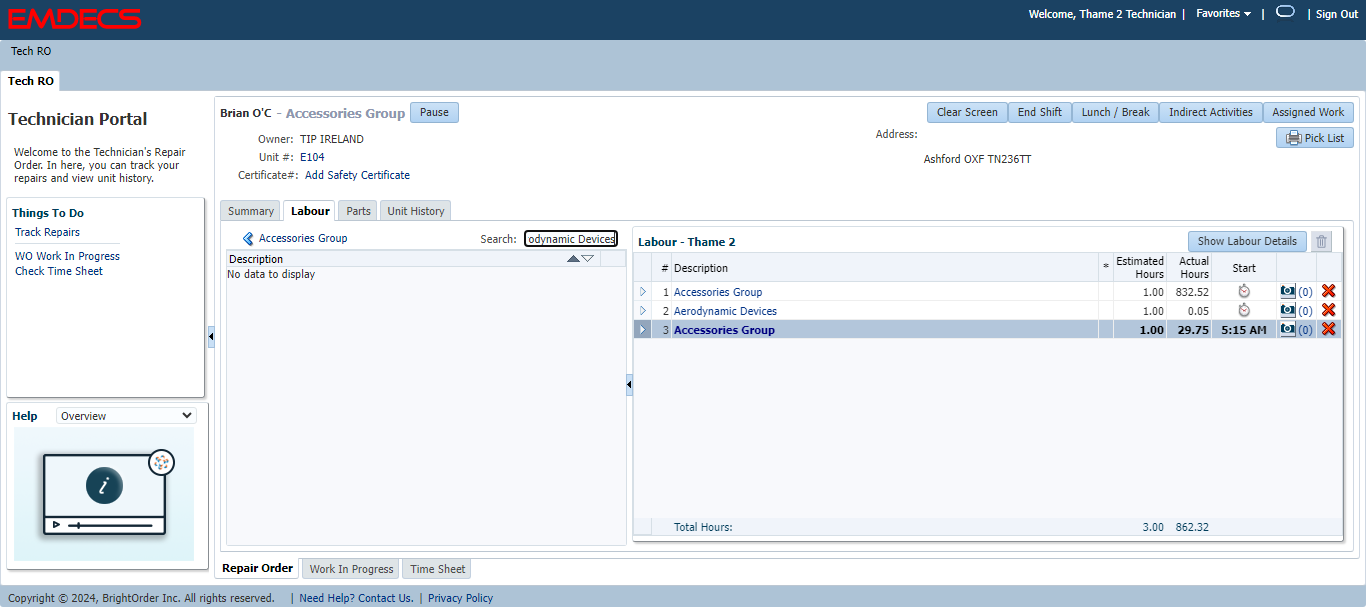 EMDECS
Welcome, Thame 2 Technician | Favorites | | Sign Out
Tech RO
Tech RO
Technician Portal
Welcome to the Technician's Repair
Order. In here, you can track your
repairs and view unit history.
Things To Do
Track Repairs
WO Work In Progress
Check Time Sheet
Help Overview
i
Brian O'C - Accessories Group Pause
Clear Screen End Shift Lunch / Break Indirect Activities Assigned Work
Pick List
Owner: TIP IRELAND
Unit #: E104
Certificate#: Add Safety Certificate
Address:
Ashford OXF TN236TT
Summary Labour Parts Unit History
Accessories Group Search: odynamic Devices
Description
No data to display
Labour - Thame 2 Show Labour Details
# Description * Estimated Hours Actual Hours Start
1 Accessories Group 1.00 832.52 (0)
2 Aerodynamic Devices 1.00 0.05 (0)
3 Accessories Group 1.00 29.75 5:15 AM (0)
Total Hours: 3.00 862.32
Repair Order Work In Progress Time Sheet
Copyright © 2024, BrightOrder Inc. All rights reserved. | Need Help? Contact Us. | Privacy Policy